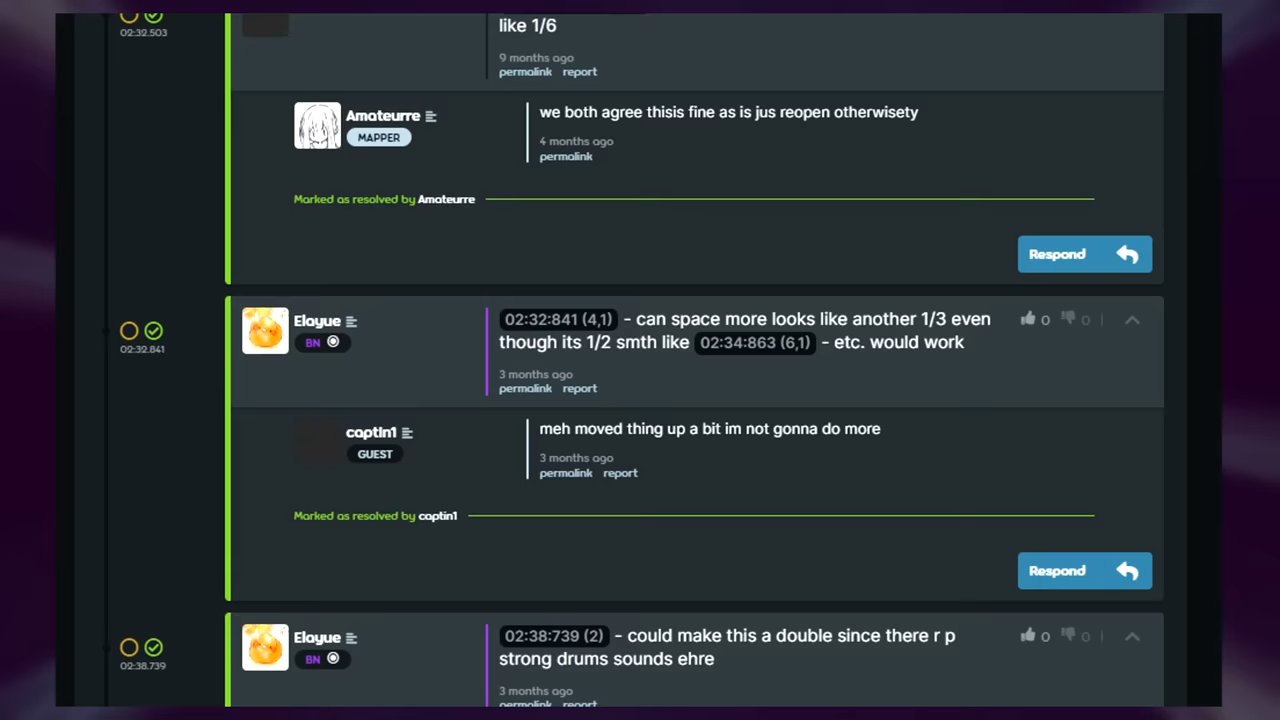 like 1/6
02:32.503
9 months ago
permalink report
Amateurre
MAPPER
we both agree thisis fine as is jus reopen otherwisety
4 months ago
permalink
Marked as resolved by Amateurre
Respond
02:32.841
Elayue
BN
02:32:841 (4,1) - can space more looks like another 1/3 even
though its 1/2 smth like 02:34:863 (6,1) - etc. would work
0 0
3 months ago
permalink report
captin1
GUEST
meh moved thing up a bit im not gonna do more
3 months ago
permalink report
Marked as resolved by captin1
Respond
02:38.739
Elayue
BN
02:38:739 (2) - could make this a double since there r p
strong drums sounds ehre
0 0
3 months ago
permalink report